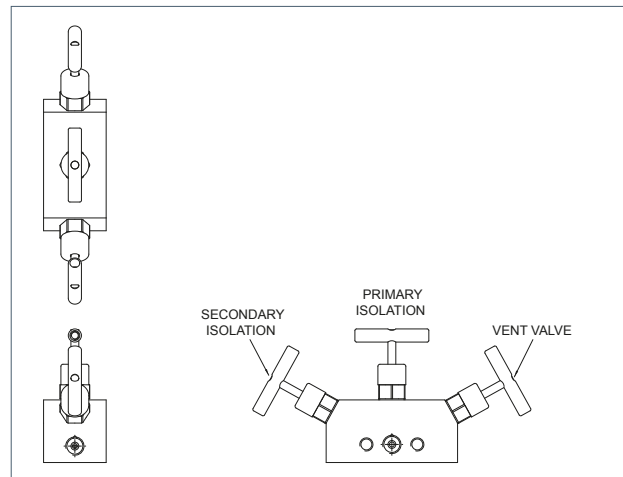 SECONDARY
ISOLATION
PRIMARY
ISOLATION
VENT VALVE